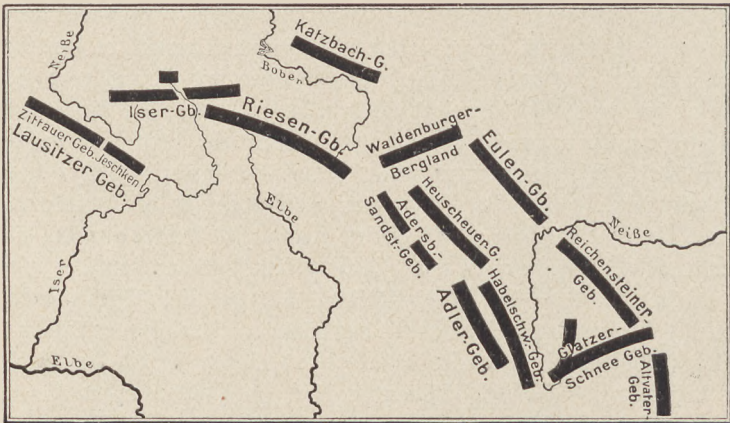 Neiße
Katzbach-G.
Bober
Iser-Gb.
Riesen-Gb.
Zittauer Geb. Jeschken
Lausitzer Geb.
Waldenburger-
Bergland
Eulen-Gb.
Elbe
Adersb.-
Sandst.-Geb.
Heuscheuer.G.
Neiße
Reichensteiner-
Geb.
Iser
Adler-Geb.
Habelschw.-Geb.
Glatzer-
Schnee Geb.
Altvater-
Geb.
Elbe